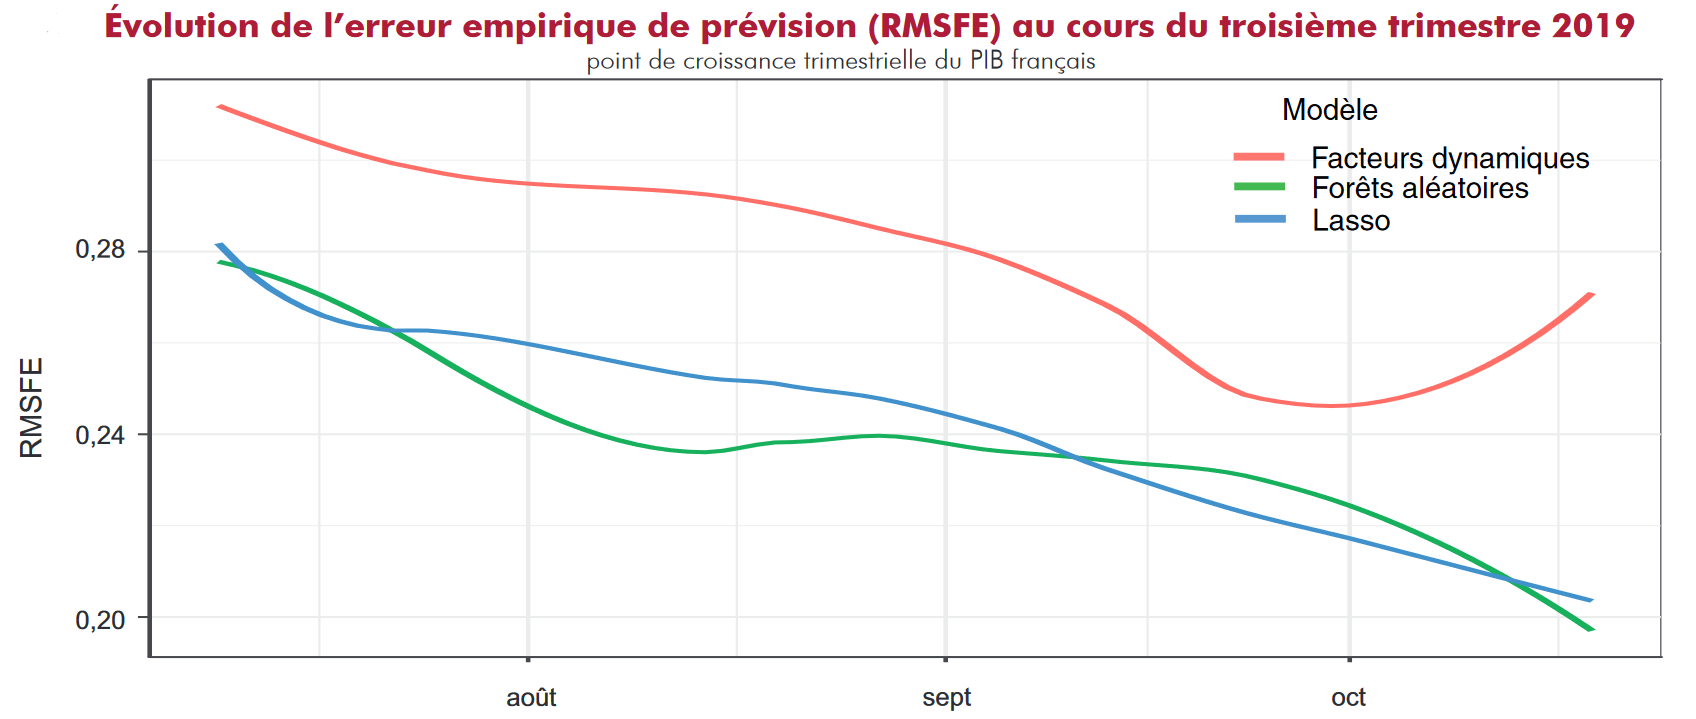 Évolution de l’erreur empirique de prévision (RMSFE) au cours du troisième trimestre 2019
point de croissance trimestrielle du PIB français
Modèle
Facteurs dynamiques
Forêts aléatoires
Lasso
RMSFE
0,28
0,24
0,20
août
sept
oct